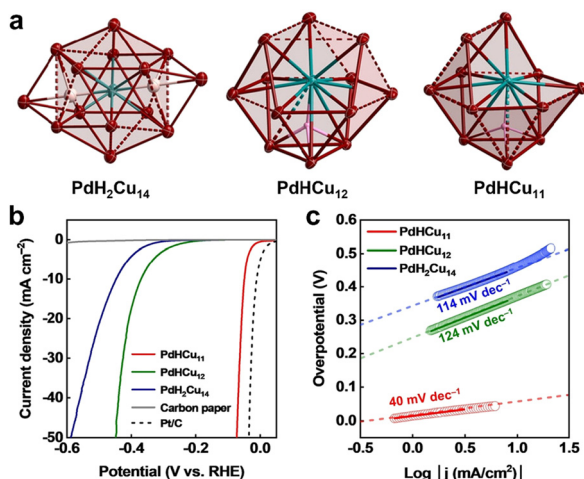 a
PdH₂Cu₁₄
PdHCu₁₂
PdHCu₁₁
b
Current density (mA cm⁻²)
0
-10
-20
-30
-40
-50
PdHCu₁₁
PdHCu₁₂
PdH₂Cu₁₄
Carbon paper
Pt/C
-0.6
-0.4
-0.2
0.0
Potential (V vs. RHE)
c
Overpotential (V)
0.6
0.5
0.4
0.3
0.2
0.1
0.0
PdHCu₁₁
PdHCu₁₂
PdH₂Cu₁₄
114 mV dec⁻¹
124 mV dec⁻¹
40 mV dec⁻¹
-0.5
0.0
0.5
1.0
1.5
Log |j (mA/cm²)|